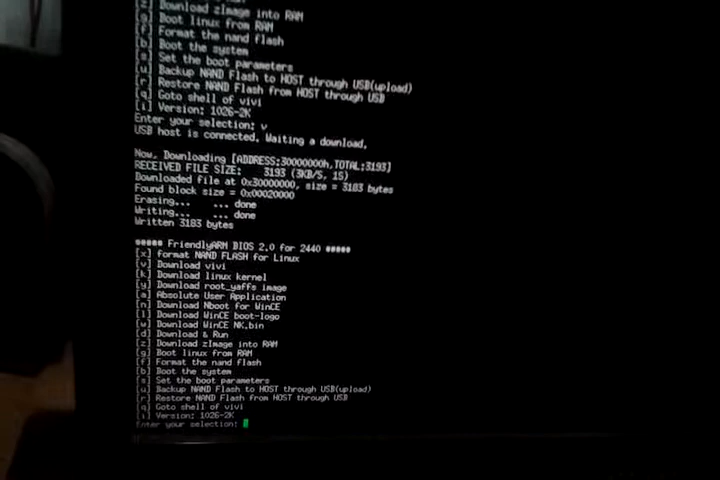 [z] Download zImage into RAM
[g] Boot linux from RAM
[f] Format the nand flash
[b] Boot the system
[s] Set the boot parameters
[u] Backup NAND Flash to HOST through USB(upload)
[r] Restore NAND Flash from HOST through USB
[q] Goto shell of vivi
[i] Version: 1026-2K
Enter your selection: v
USB host is connected. Waiting a download.
Now, Downloading [ADDRESS:30000000h,TOTAL:3193]
RECEIVED FILE SIZE: 3193 (3KB/S, 1S)
Downloaded file at 0x30000000, size = 3183 bytes
Found block size = 0x00020000
Erasing... ... done
Writing... ... done
Written 3183 bytes
##### FriendlyARM BIOS 2.0 for 2440 #####
[x] format NAND FLASH for Linux
[v] Download vivi
[k] Download linux kernel
[y] Download root_yaffs image
[a] Absolute User Application
[n] Download Nboot for WinCE
[l] Download WinCE boot-logo
[w] Download WinCE NK.bin
[d] Download & Run
[z] Download zImage into RAM
[g] Boot linux from RAM
[f] Format the nand flash
[b] Boot the system
[s] Set the boot parameters
[u] Backup NAND Flash to HOST through USB(upload)
[r] Restore NAND Flash from HOST through USB
[q] Goto shell of vivi
[i] Version: 1026-2K
Enter your selection: